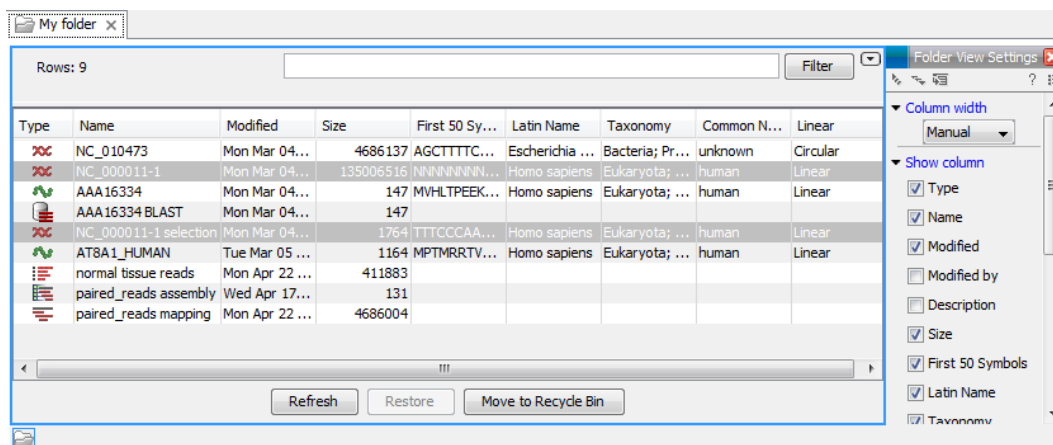 My folder
Rows: 9 Filter
Type Name Modified Size First 50 Sy... Latin Name Taxonomy Common N... Linear
NC_010473 Mon Mar 04... 4686137 AGCTTTTC... Escherichia ... Bacteria; Pr... unknown Circular
NC_000011-1 Mon Mar 04... 135006516 NNNNNNNN... Homo sapiens Eukaryota; ... human Linear
AAA16334 Mon Mar 04... 147 MVHLTPEEK... Homo sapiens Eukaryota; ... human Linear
AAA16334 BLAST Mon Mar 04... 147
NC_000011-1 selection Mon Mar 04... 1764 TTTCCCAA... Homo sapiens Eukaryota; ... human Linear
AT8A1_HUMAN Tue Mar 05 ... 1164 MPTMRRTV... Homo sapiens Eukaryota; ... human Linear
normal tissue reads Mon Apr 22 ... 411883
paired_reads assembly Wed Apr 17... 131
paired_reads mapping Mon Apr 22 ... 4686004
Refresh Restore Move to Recycle Bin
Folder View Settings
?
Column width
Manual
Show column
Type
Name
Modified
Modified by
Description
Size
First 50 Symbols
Latin Name
Taxonomy